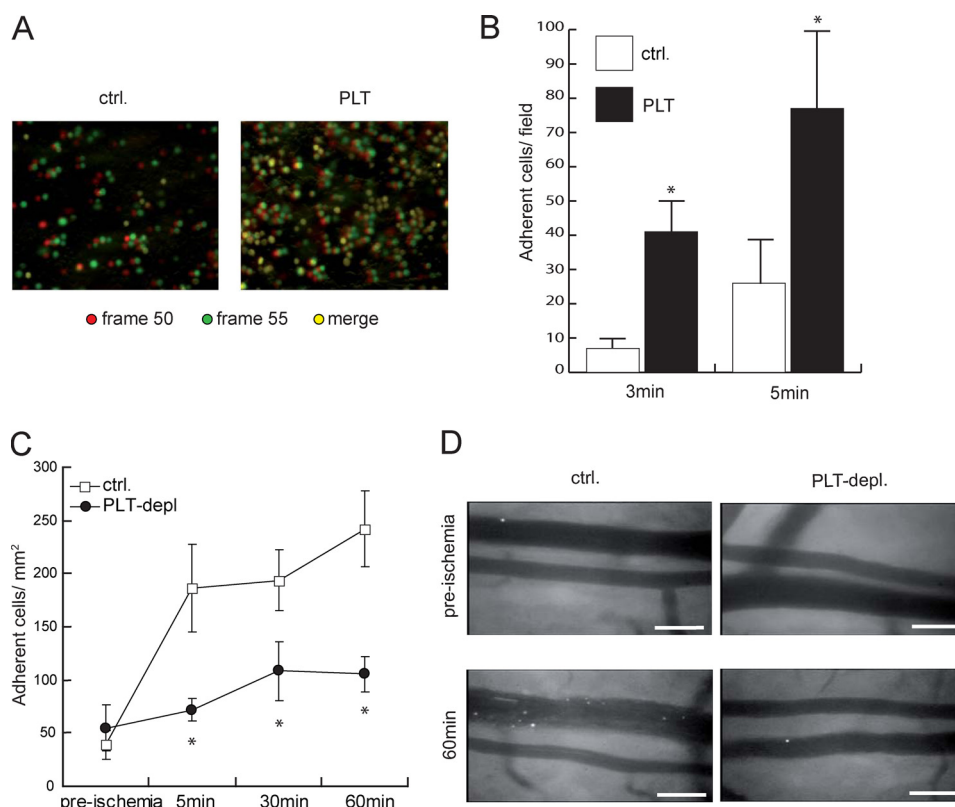 A
ctrl.
PLT
frame 50
frame 55
merge
B
Adherent cells/ field
100
90
80
70
60
50
40
30
20
10
0
ctrl.
PLT
*
*
3min
5min
C
Adherent cells/ mm²
300
250
200
150
100
50
0
ctrl.
PLT-depl
*
*
*
pre-ischemia
5min
30min
60min
D
ctrl.
PLT-depl.
pre-ischemia
60min